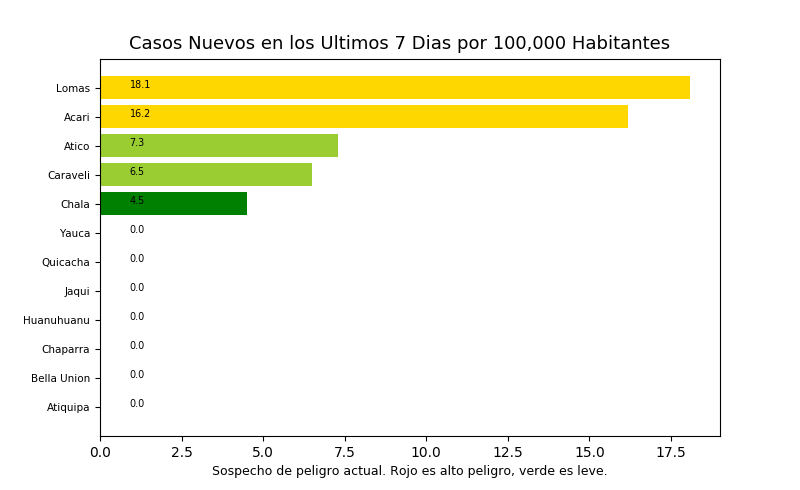 Casos Nuevos en los Ultimos 7 Dias por 100,000 Habitantes
Lomas 18.1
Acari 16.2
Atico 7.3
Caraveli 6.5
Chala 4.5
Yauca 0.0
Quicacha 0.0
Jaqui 0.0
Huanuhuanu 0.0
Chaparra 0.0
Bella Union 0.0
Atiquipa 0.0
0.0 2.5 5.0 7.5 10.0 12.5 15.0 17.5
Sospecho de peligro actual. Rojo es alto peligro, verde es leve.